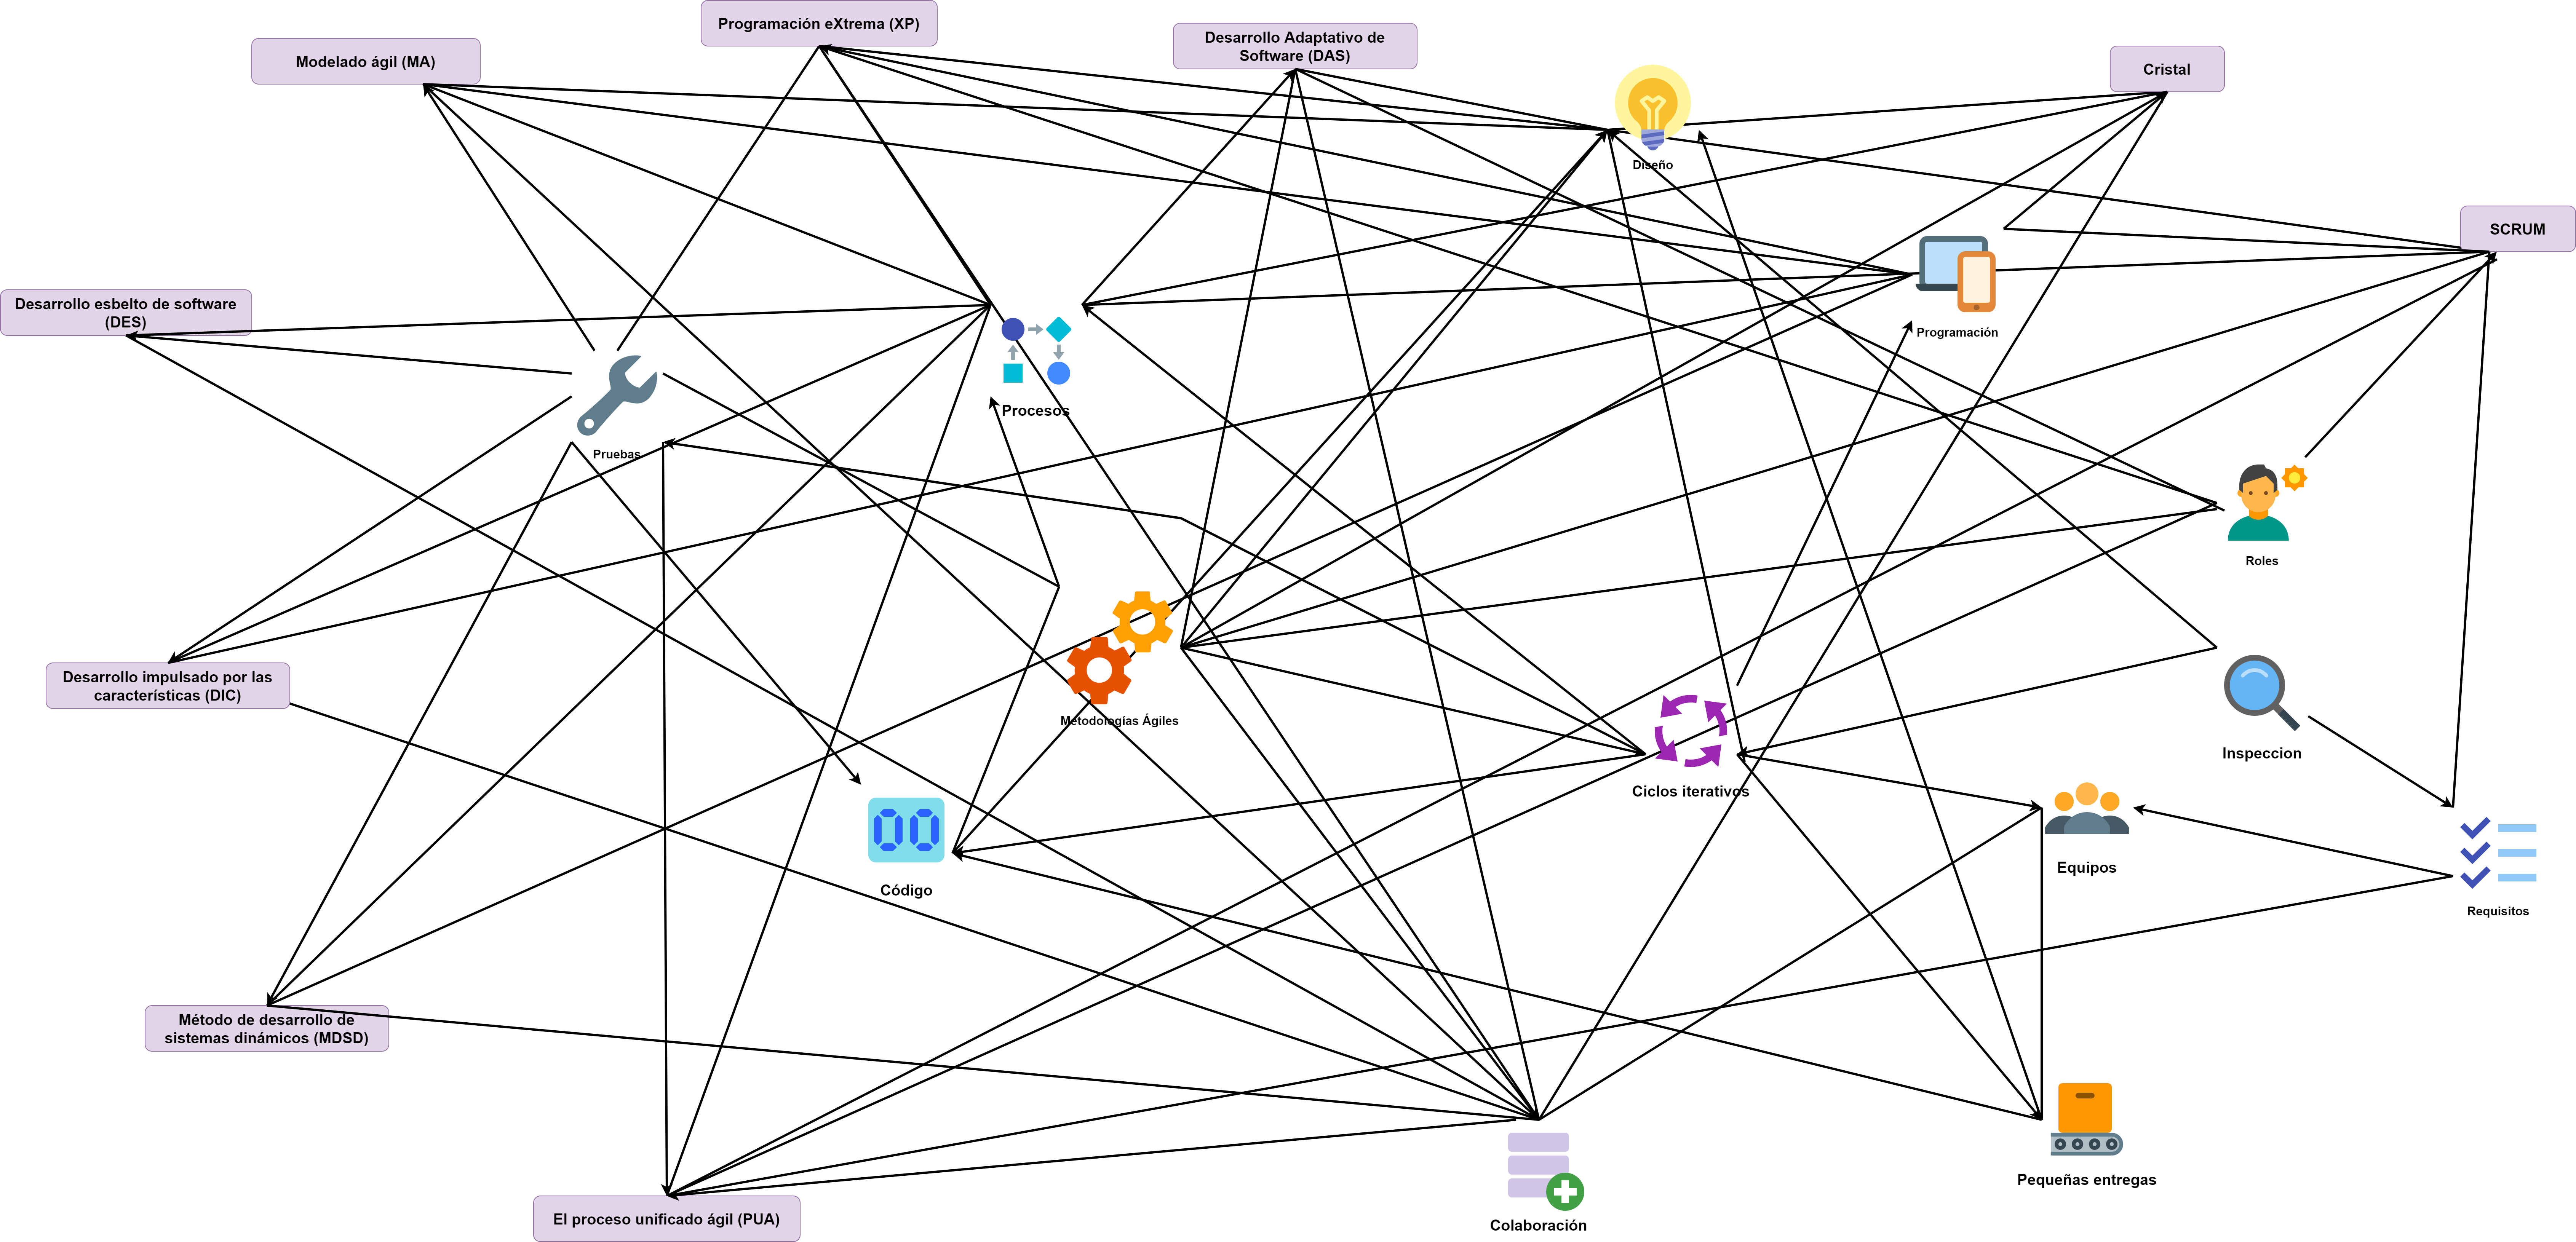 Programación eXtrema (XP)
Desarrollo Adaptativo de
Software (DAS)
Modelado ágil (MA)
Cristal
Diseño
SCRUM
Desarrollo esbelto de software
(DES)
Programación
Procesos
Pruebas
Roles
Desarrollo impulsado por las
características (DIC)
Metodologías Ágiles
Inspeccion
Ciclos iterativos
Equipos
Código
Requisitos
Método de desarrollo de
sistemas dinámicos (MDSD)
Pequeñas entregas
El proceso unificado ágil (PUA)
Colaboración